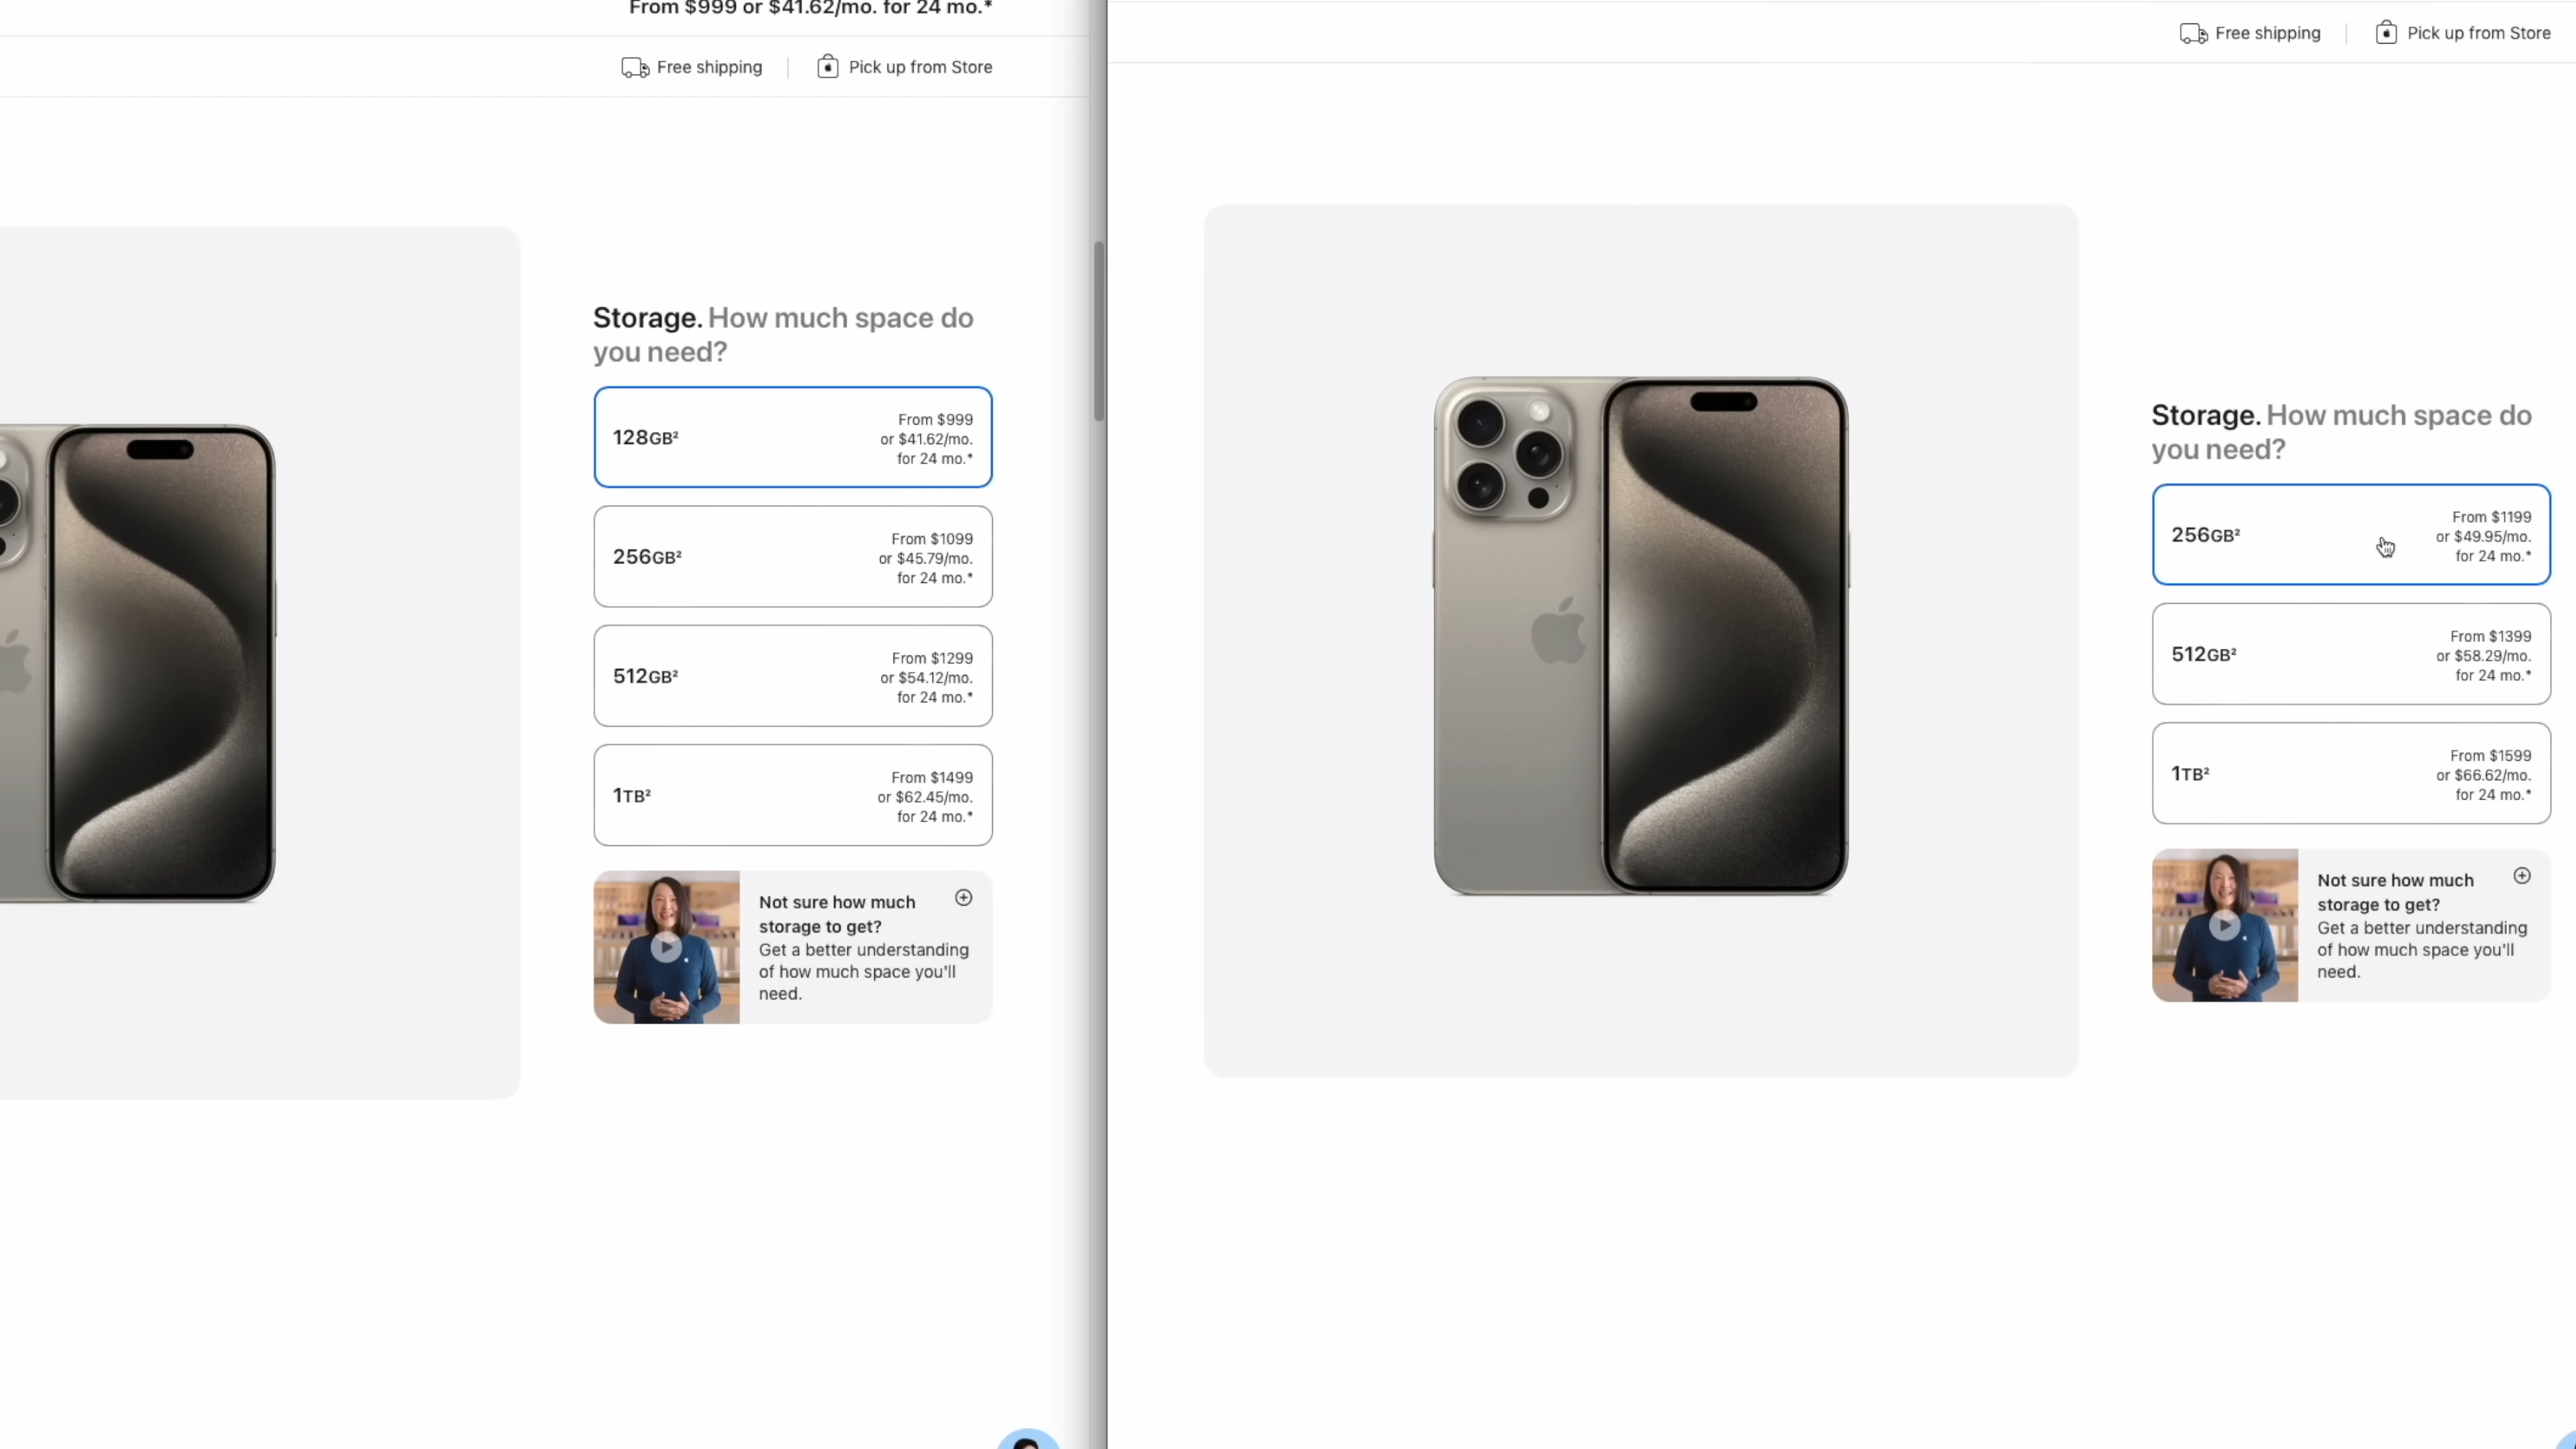 From $999 or $41.62/mo. for 24 mo.*
Free shipping
Pick up from Store
Storage. How much space do
you need?
128GB²
From $999
or $41.62/mo.
for 24 mo.*
256GB²
From $1099
or $45.79/mo.
for 24 mo.*
512GB²
From $1299
or $54.12/mo.
for 24 mo.*
1TB²
From $1499
or $62.45/mo.
for 24 mo.*
Not sure how much
storage to get?
Get a better understanding
of how much space you'll
need.
Free shipping
Pick up from Store
Storage. How much space do
you need?
256GB²
From $1199
or $49.95/mo.
for 24 mo.*
512GB²
From $1399
or $58.29/mo.
for 24 mo.*
1TB²
From $1599
or $66.62/mo.
for 24 mo.*
Not sure how much
storage to get?
Get a better understanding
of how much space you'll
need.